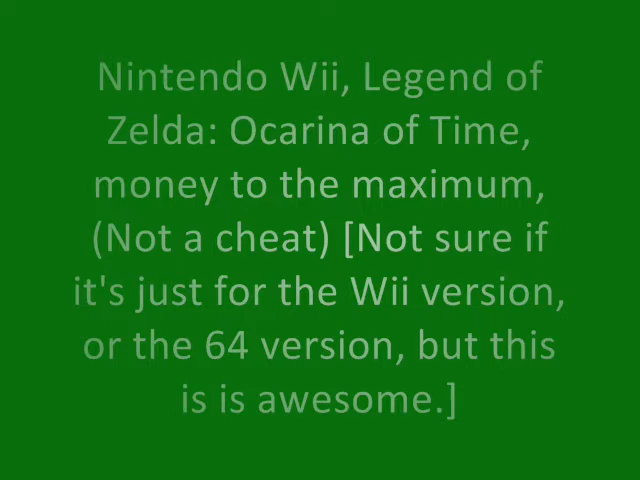 Nintendo Wii, Legend of
Zelda: Ocarina of Time,
money to the maximum,
(Not a cheat) [Not sure if
it's just for the Wii version,
or the 64 version, but this
is is awesome.]